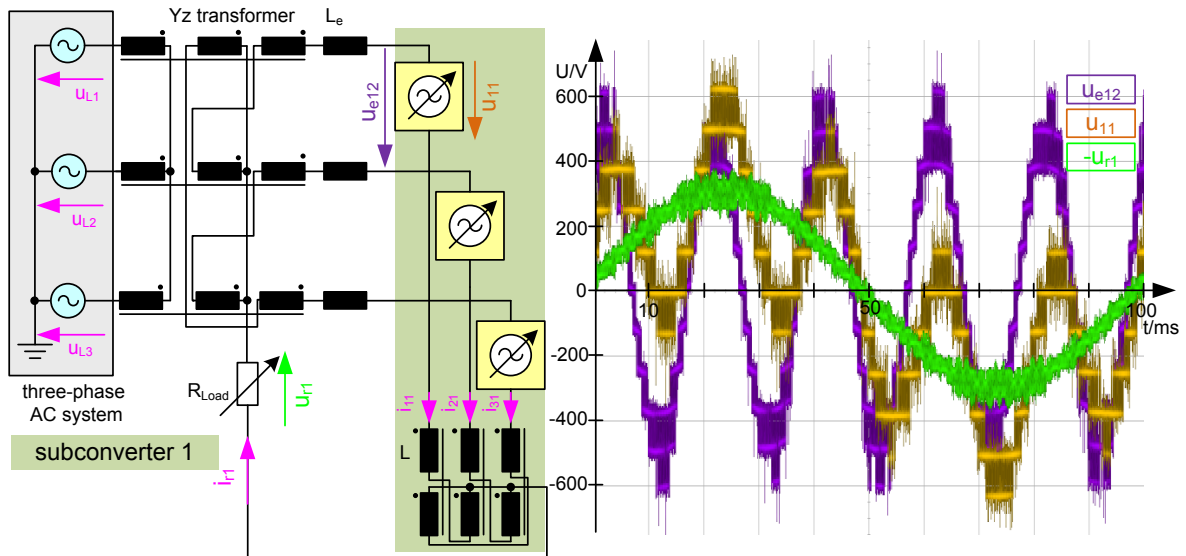 Yz transformer
Le
uL1
uL2
uL3
three-phase
AC system
subconverter 1
RLoad
ur1
ir1
ue12
u11
i11
i21
i31
L
U/V
600
400
200
0
-200
-400
-600
10
50
100
t/ms
ue12
u11
-ur1